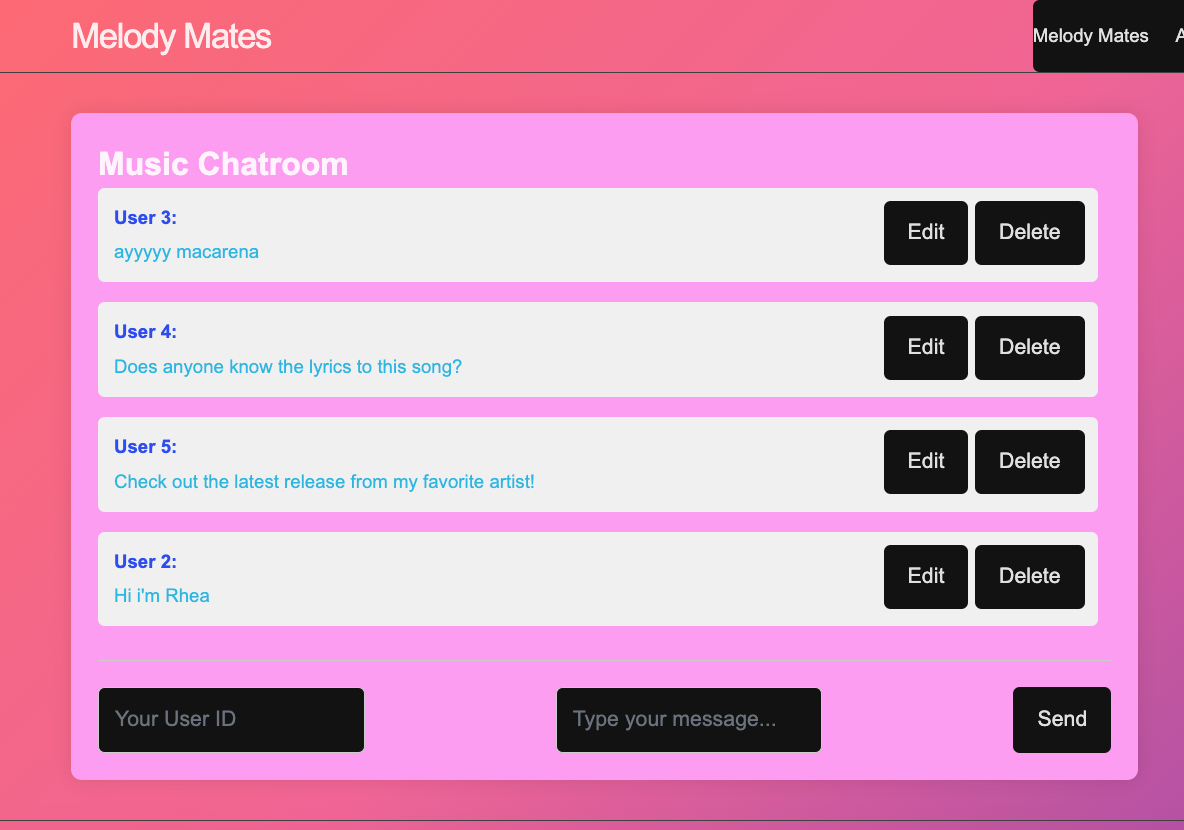 Melody Mates
Melody Mates A
Music Chatroom
User 3:
ayyyyy macarena
Edit Delete
User 4:
Does anyone know the lyrics to this song?
Edit Delete
User 5:
Check out the latest release from my favorite artist!
Edit Delete
User 2:
Hi i'm Rhea
Edit Delete
Your User ID
Type your message...
Send